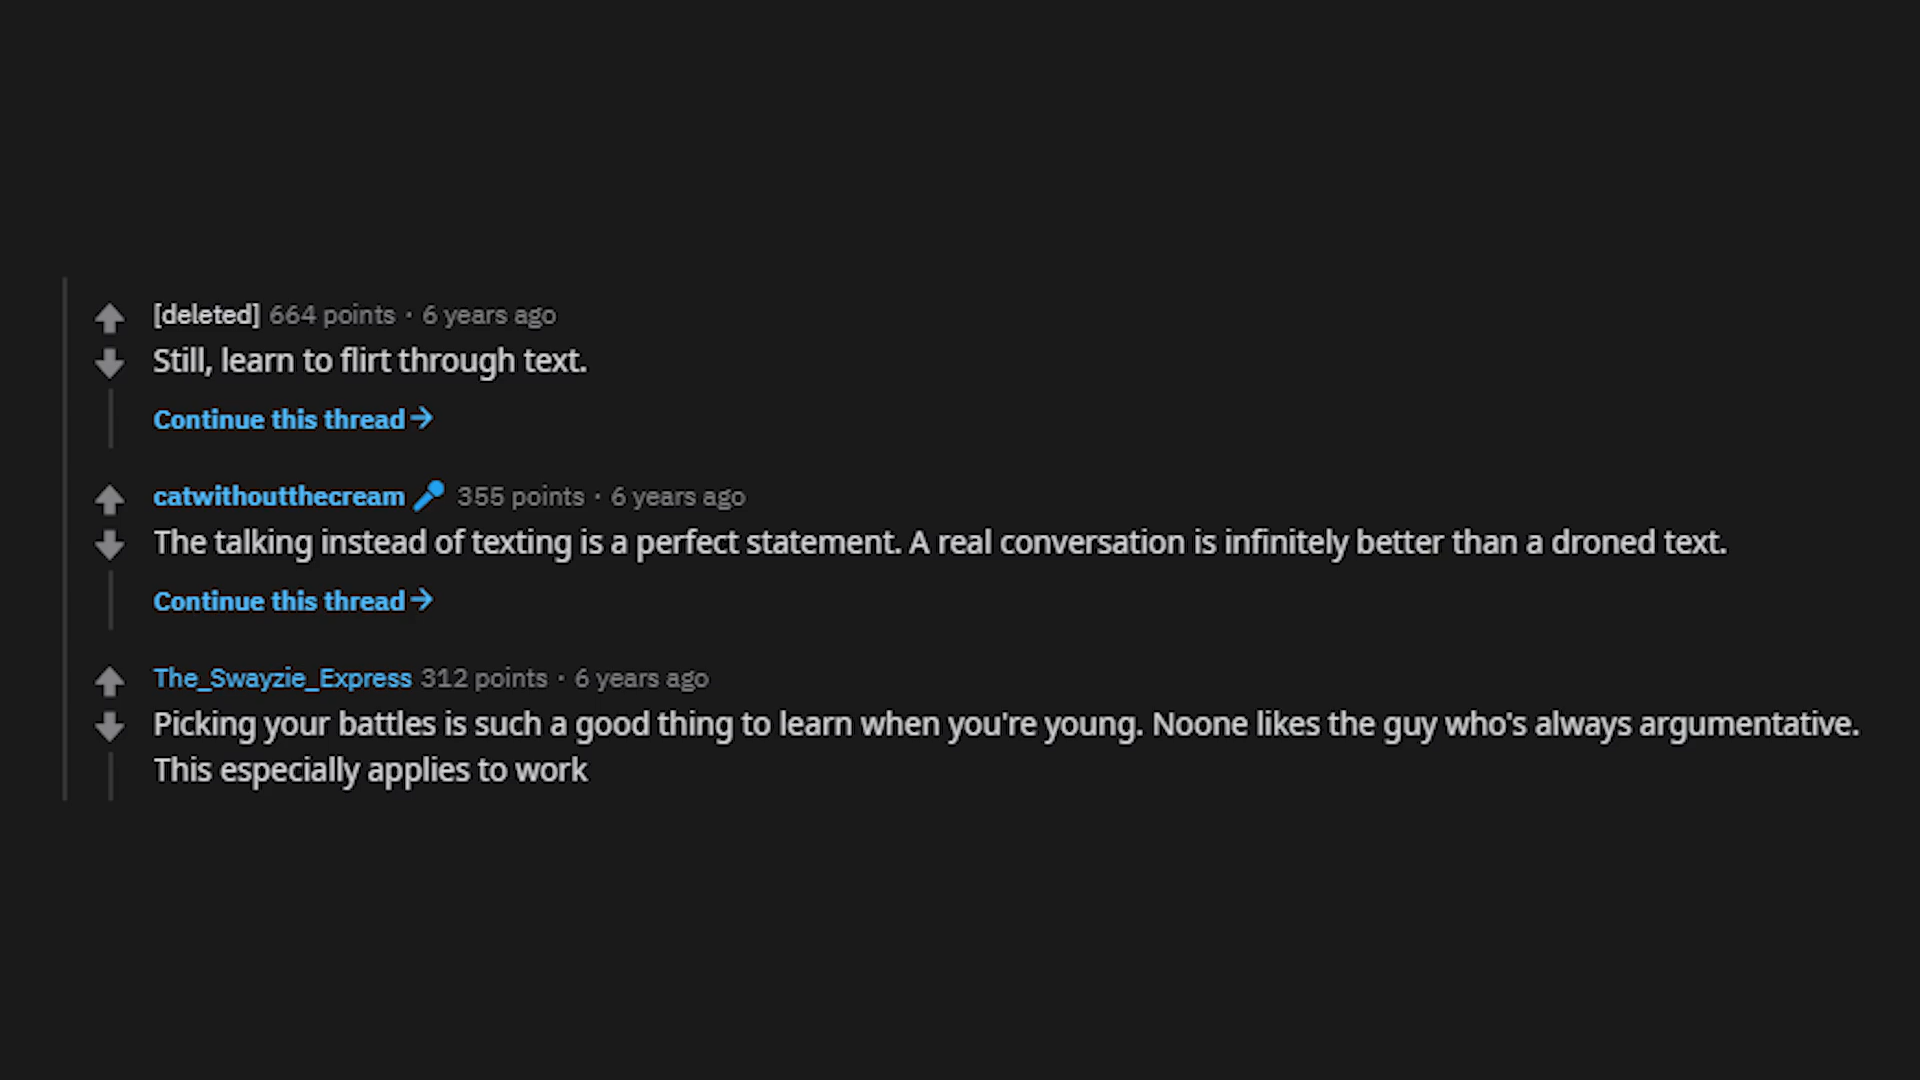 [deleted] 664 points · 6 years ago
Still, learn to flirt through text.
Continue this thread→
catwithoutthecream 🎤 355 points · 6 years ago
The talking instead of texting is a perfect statement. A real conversation is infinitely better than a droned text.
Continue this thread→
The_Swayzie_Express 312 points · 6 years ago
Picking your battles is such a good thing to learn when you're young. Noone likes the guy who's always argumentative.
This especially applies to work